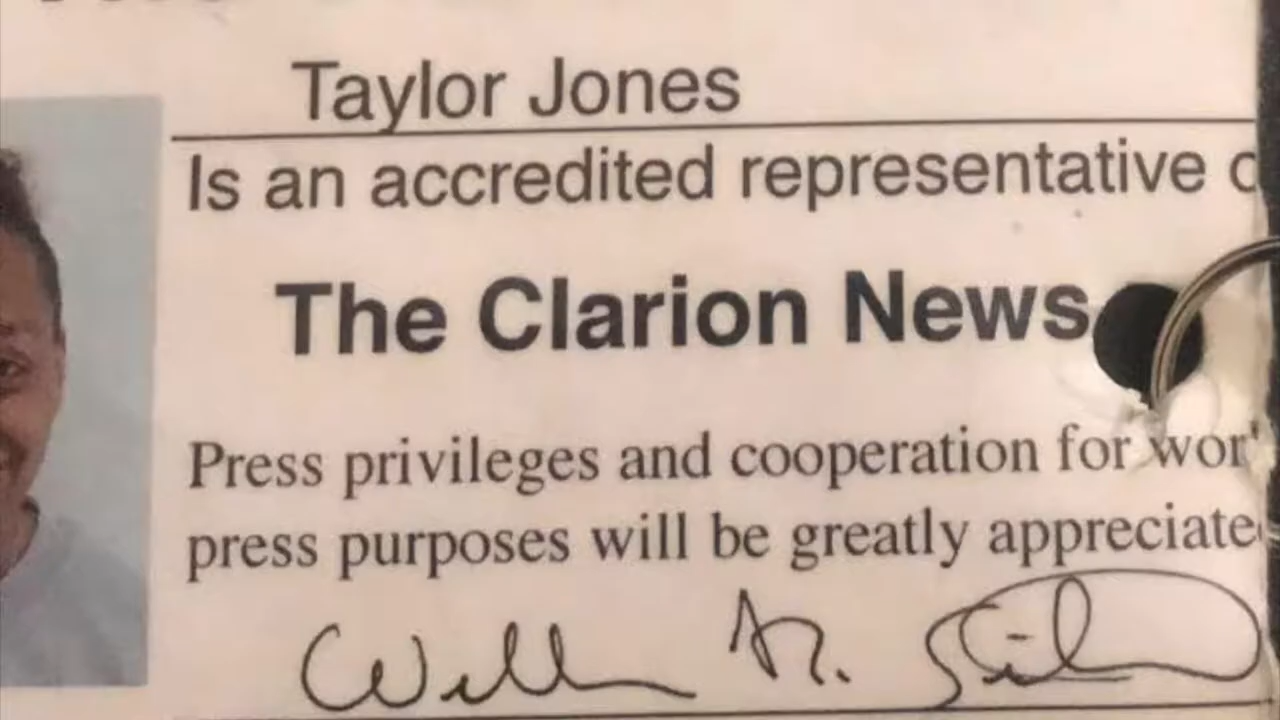 Taylor Jones
Is an accredited representative
The Clarion News
Press privileges and cooperation for
press purposes will be greatly